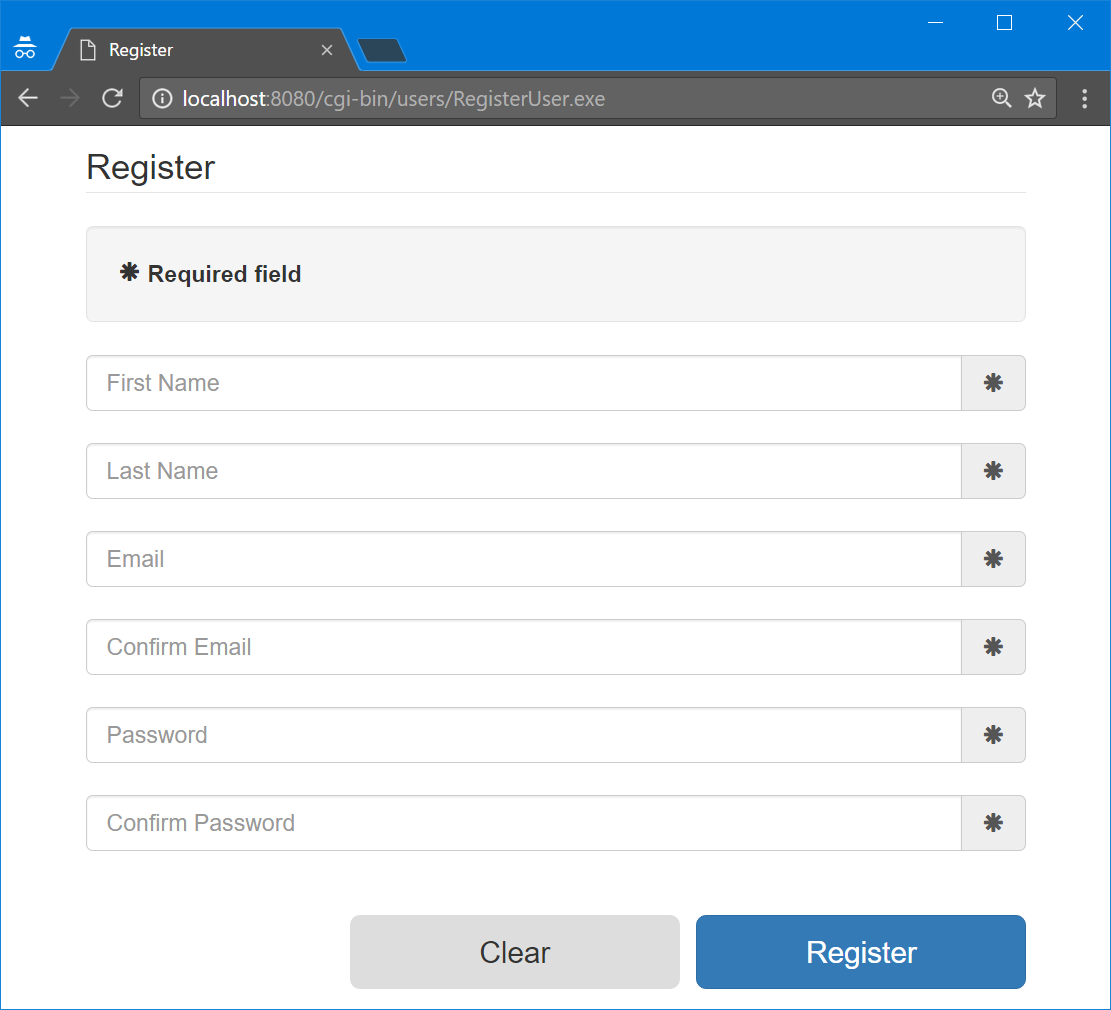 Register
localhost:8080/cgi-bin/users/RegisterUser.exe
Register
✱ Required field
First Name ✱
Last Name ✱
Email ✱
Confirm Email ✱
Password ✱
Confirm Password ✱
Clear Register